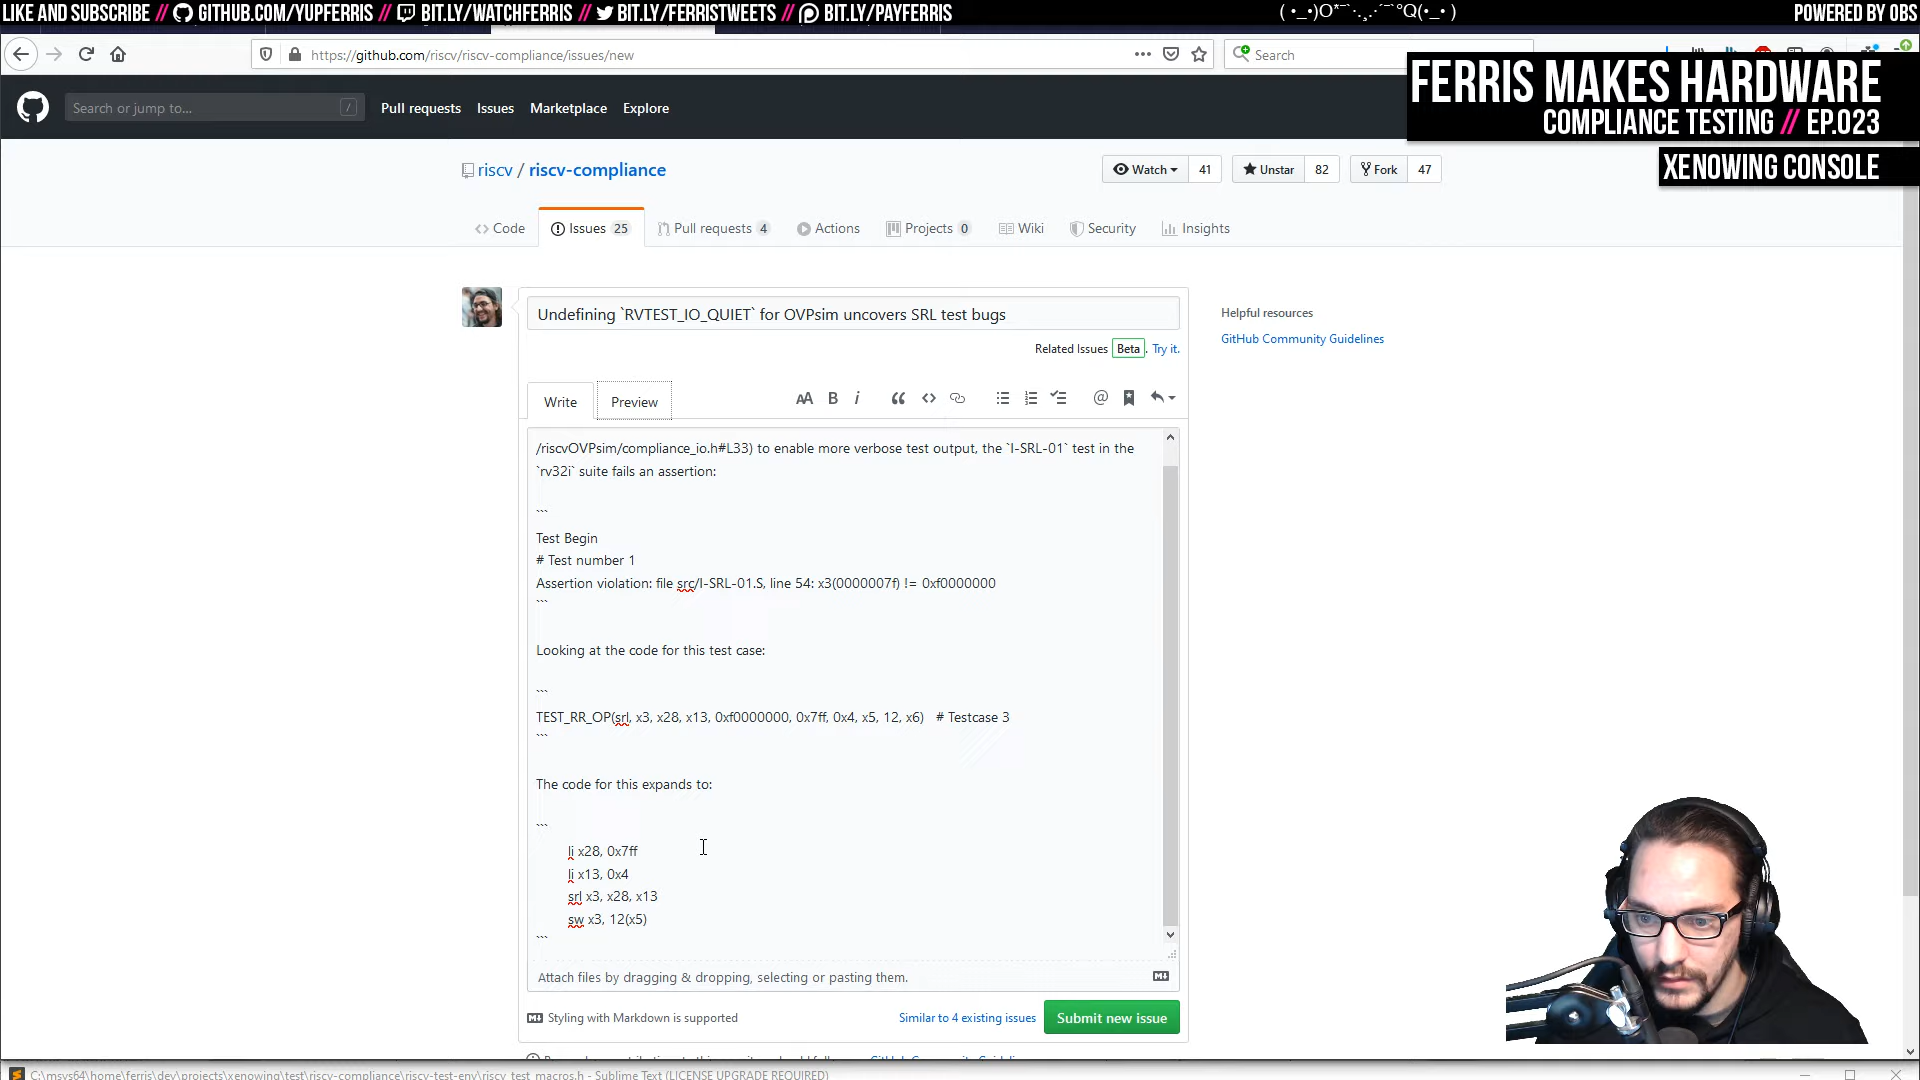 LIKE AND SUBSCRIBE // GITHUB.COM/YUPFERRIS // BIT.LY/WATCHFERRIS // BIT.LY/FERRISTWEETS // BIT.LY/PAYFERRIS
POWERED BY OBS
https://github.com/riscv/riscv-compliance/issues/new
Search
FERRIS MAKES HARDWARE
COMPLIANCE TESTING // EP.023
XENOWING CONSOLE
Search or jump to...
/
Pull requests
Issues
Marketplace
Explore
riscv / riscv-compliance
Watch 41
Unstar 82
Fork 47
Code
Issues 25
Pull requests 4
Actions
Projects 0
Wiki
Security
Insights
Undefining `RVTEST_IO_QUIET` for OVPsim uncovers SRL test bugs
Helpful resources
GitHub Community Guidelines
Related Issues Beta. Try it.
Write
Preview
/riscvOVPsim/compliance_io.h#L33) to enable more verbose test output, the `I-SRL-01` test in the
`rv32i` suite fails an assertion:
```
Test Begin
# Test number 1
Assertion violation: file src/I-SRL-01.S, line 54: x3(0000007f) != 0xf0000000
```
Looking at the code for this test case:
```
TEST_RR_OP(srl, x3, x28, x13, 0xf0000000, 0x7ff, 0x4, x5, 12, x6) # Testcase 3
```
The code for this expands to:
```
li x28, 0x7ff
li x13, 0x4
srl x3, x28, x13
sw x3, 12(x5)
```
Attach files by dragging & dropping, selecting or pasting them.
Styling with Markdown is supported
Similar to 4 existing issues
Submit new issue
C:\msys64\home\ferris\dev\projects\xenowing\test\riscv-compliance\riscv-test-env\riscv_test_macros.h - Sublime Text (LICENSE UPGRADE REQUIRED)